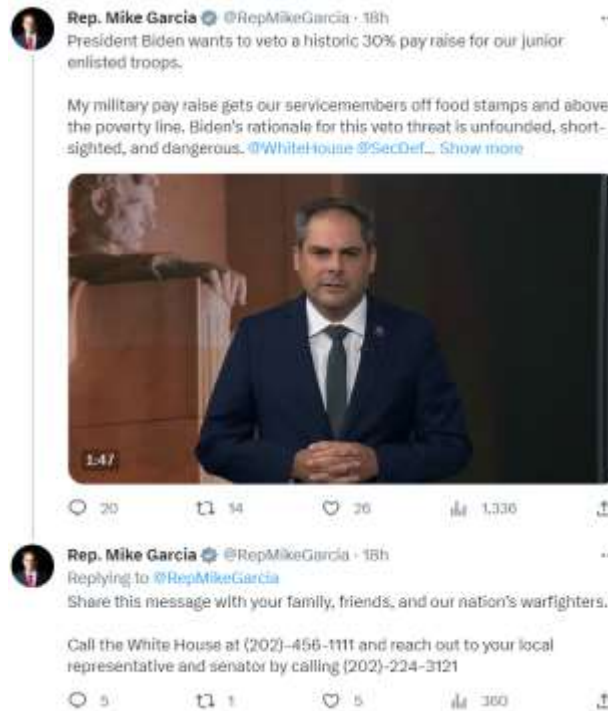 Rep. Mike Garcia @RepMikeGarcia · 18h
President Biden wants to veto a historic 30% pay raise for our junior
enlisted troops.
My military pay raise gets our servicemembers off food stamps and above
the poverty line. Biden's rationale for this veto threat is unfounded, short-
sighted, and dangerous. @WhiteHouse @SecDef... Show more
1:47
20 14 26 1,336
Rep. Mike Garcia @RepMikeGarcia · 18h
Replying to @RepMikeGarcia
Share this message with your family, friends, and our nation's warfighters.
Call the White House at (202)-456-1111 and reach out to your local
representative and senator by calling (202)-224-3121
5 1 5 360